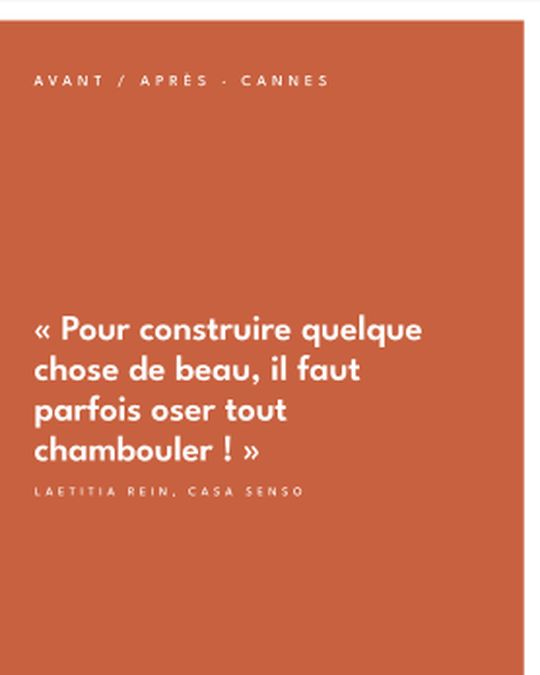 AVANT / APRÈS - CANNES
« Pour construire quelque
chose de beau, il faut
parfois oser tout
chambouler ! »
LAETITIA REIN, CASA SENSO